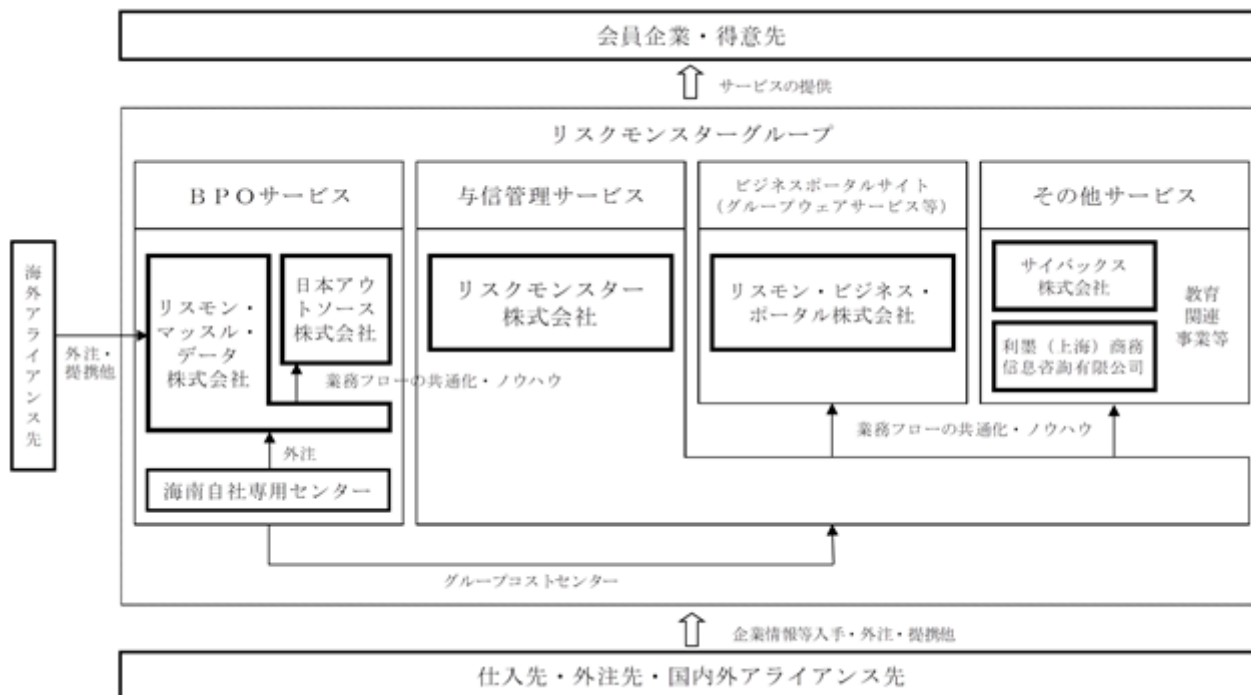 会員企業・得意先
サービスの提供
リスクモンスターグループ
BPOサービス
与信管理サービス
ビジネスポータルサイト
(グループウェアサービス等)
その他サービス
海外アライアンス先
外注・
提携他
リスモン・
マッスル・
データ
株式会社
日本アウ
トソース
株式会社
業務フローの共通化・ノウハウ
外注
海南自社専用センター
リスクモンスター
株式会社
リスモン・ビジネス・
ポータル株式会社
サイバックス
株式会社
利墨(上海)商務
信息咨詢有限公司
教育
関連
事業等
業務フローの共通化・ノウハウ
グループコストセンター
企業情報等入手・外注・提携他
仕入先・外注先・国内外アライアンス先